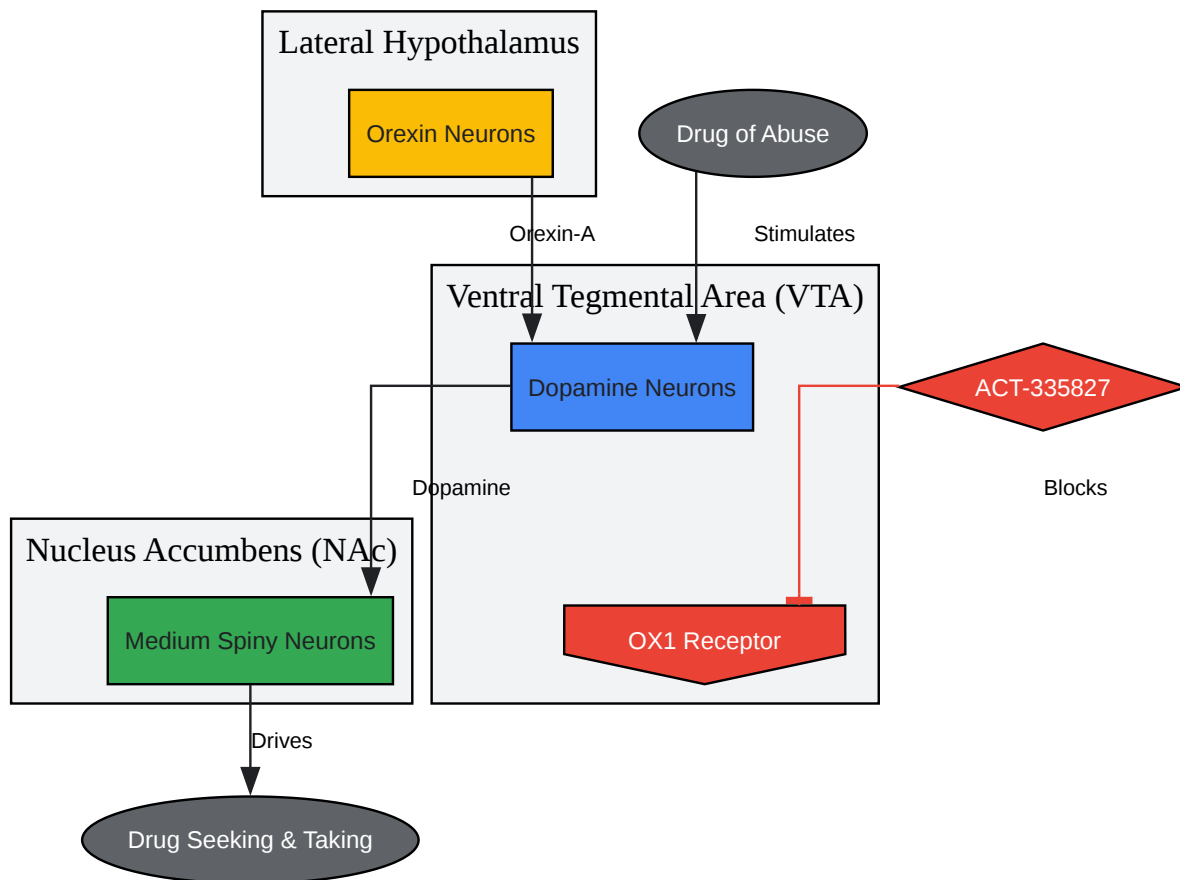 Lateral Hypothalamus
Orexin Neurons
Drug of Abuse
Orexin-A
Stimulates
Ventral Tegmental Area (VTA)
Dopamine Neurons
ACT-335827
Dopamine
Blocks
Nucleus Accumbens (NAc)
Medium Spiny Neurons
OX1 Receptor
Drives
Drug Seeking & Taking